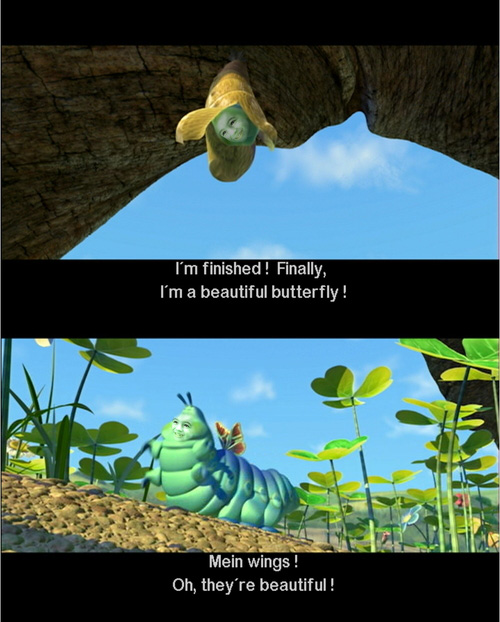 I´m finished ! Finally,
I´m a beautiful butterfly !
Mein wings !
Oh, they´re beautiful !